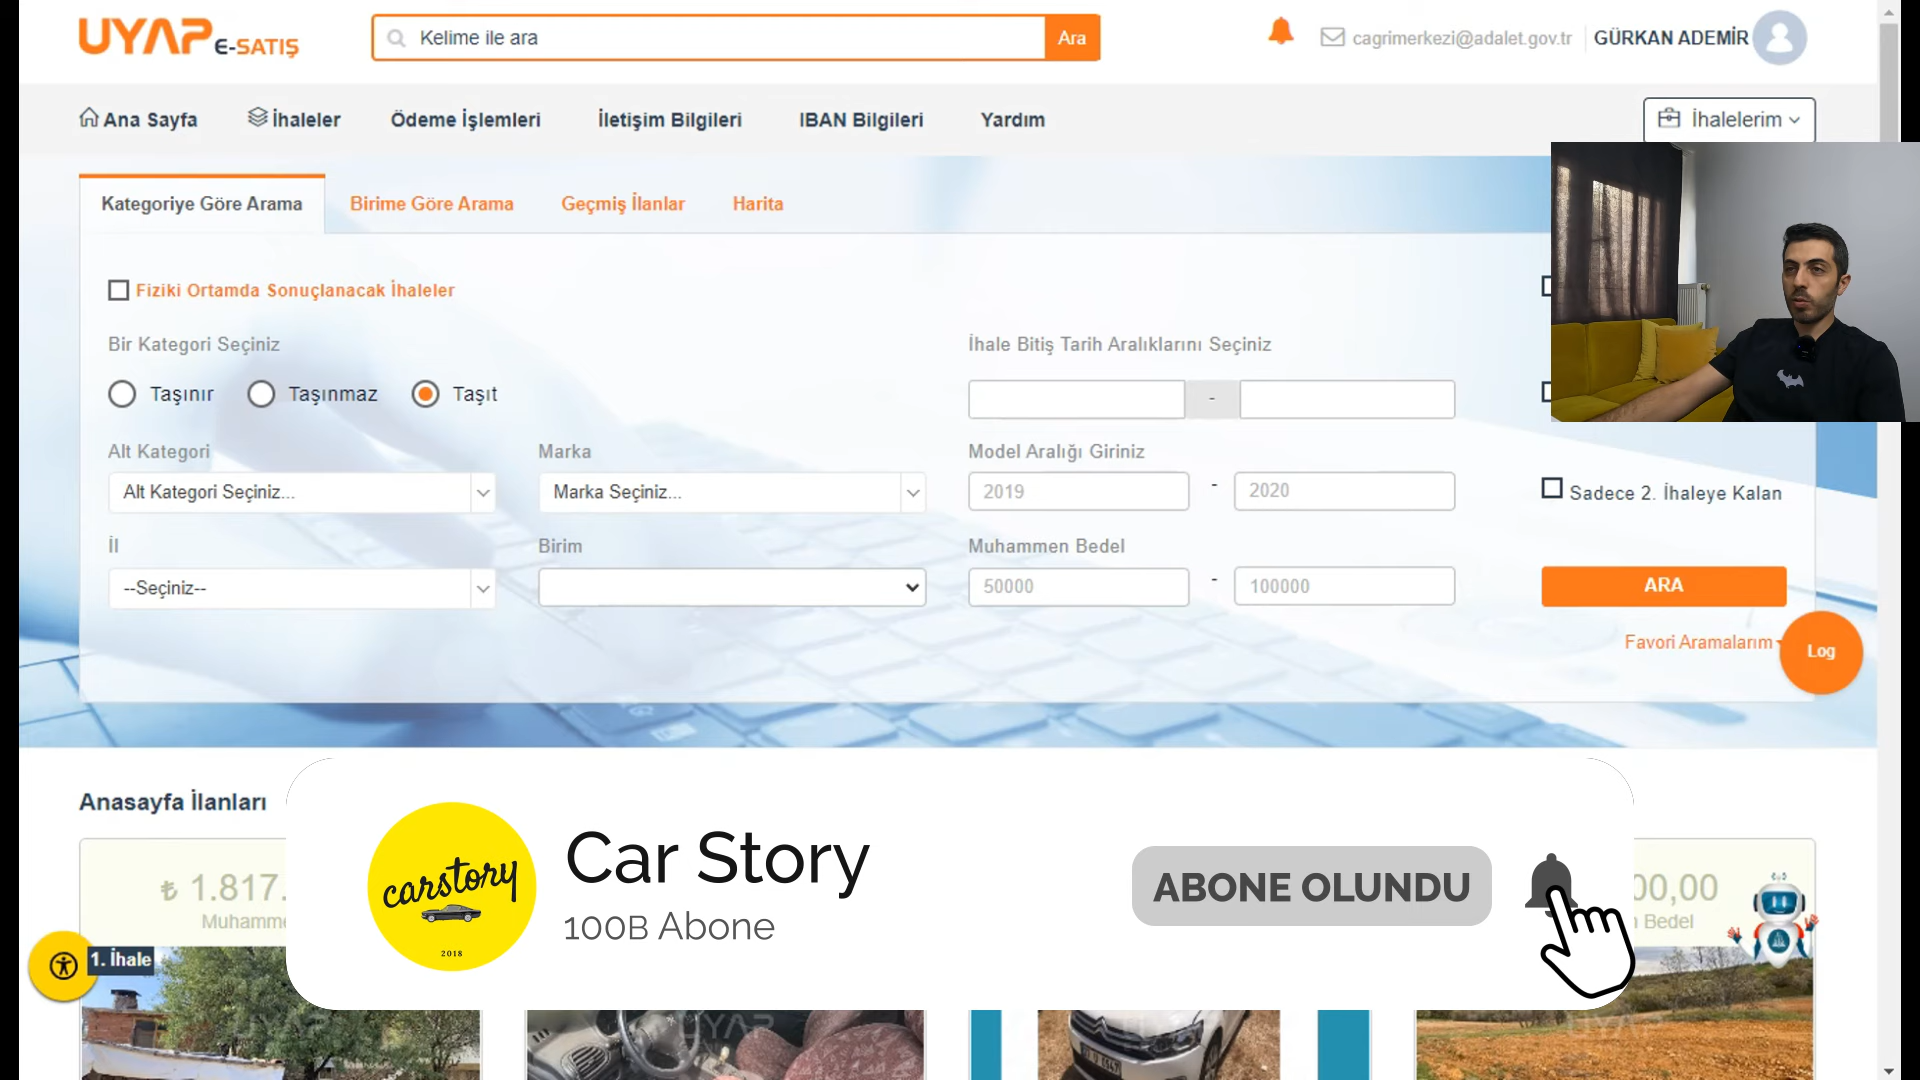 UYAP E-SATIŞ
Kelime ile ara
Ara
cagrimerkezi@adalet.gov.tr
GÜRKAN ADEMİR
Ana Sayfa
İhaleler
Ödeme İşlemleri
İletişim Bilgileri
IBAN Bilgileri
Yardım
İhalelerim
Kategoriye Göre Arama
Birime Göre Arama
Geçmiş İlanlar
Harita
Fiziki Ortamda Sonuçlanacak İhaleler
Bir Kategori Seçiniz
İhale Bitiş Tarih Aralıklarını Seçiniz
Taşınır
Taşınmaz
Taşıt
-
Alt Kategori
Marka
Model Aralığı Giriniz
Alt Kategori Seçiniz...
Marka Seçiniz...
2019 - 2020
Sadece 2. İhaleye Kalan
İl
Birim
Muhammen Bedel
--Seçiniz--
50000 - 100000
ARA
Favori Aramalarım
Log
Anasayfa İlanları
₺ 1.817.
Muhamme
00,00
Bedel
1. İhale
carstory
2018
Car Story
100B Abone
ABONE OLUNDU
UYAP
UYAP